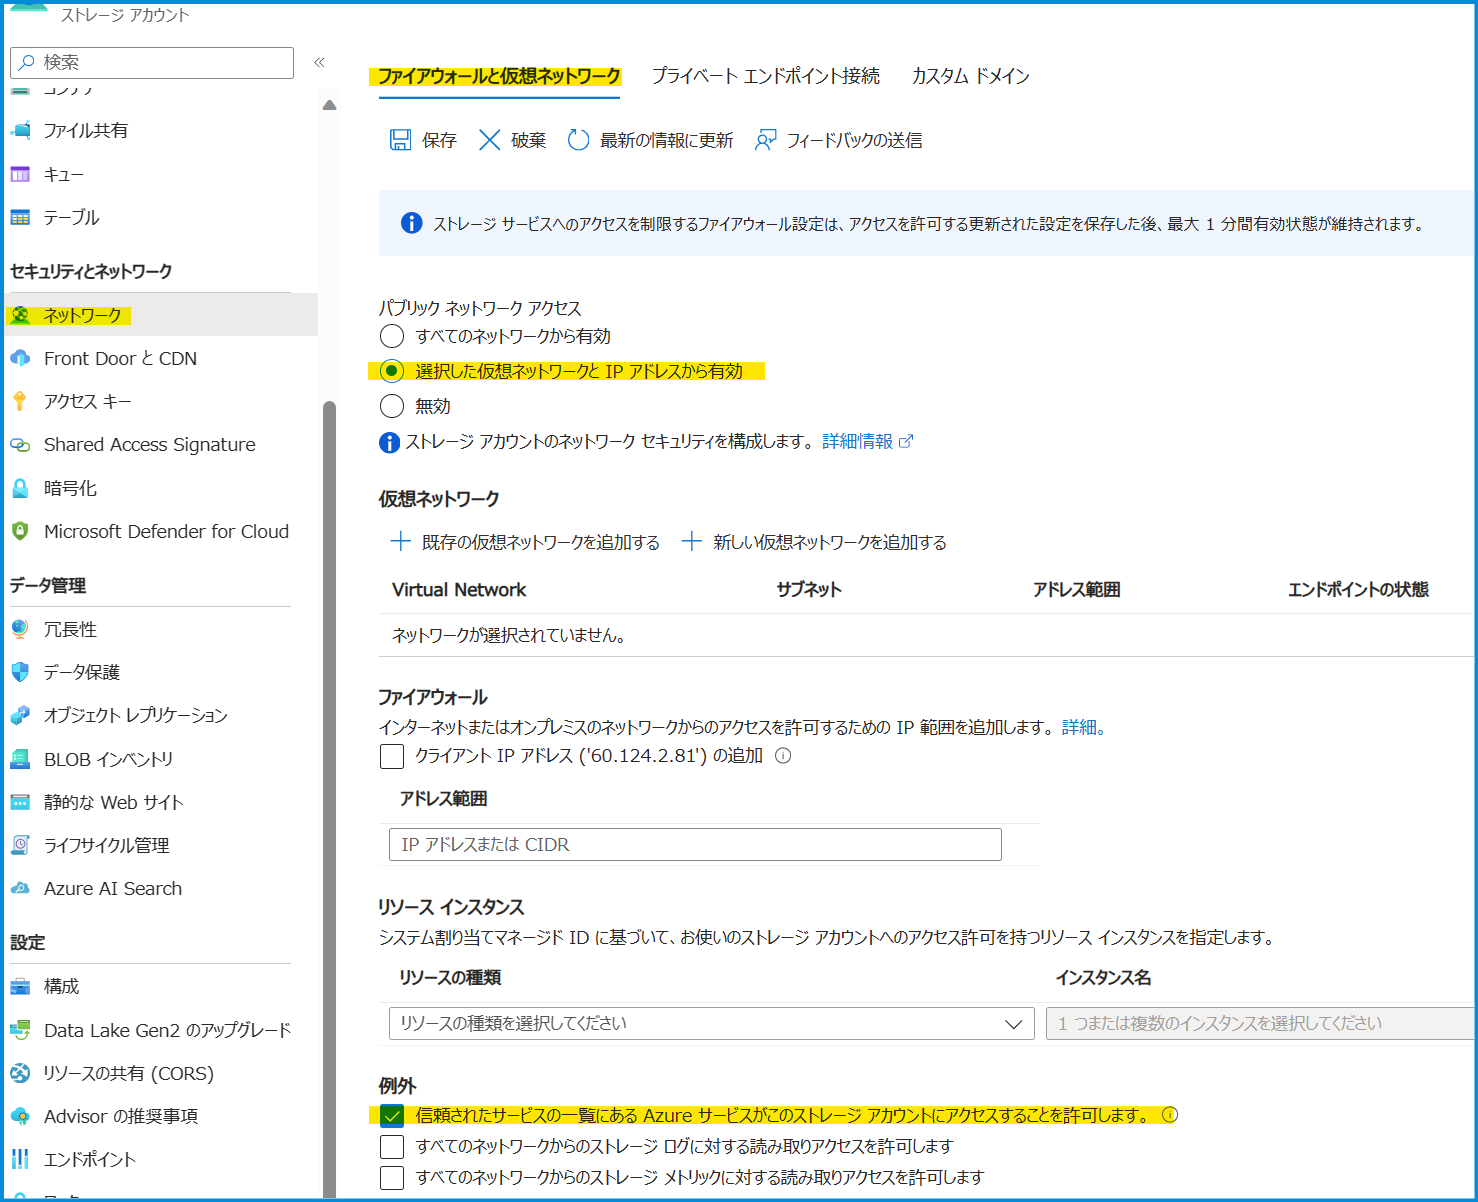 ストレージ アカウント
検索
«
コンテナー
ファイル共有
キュー
テーブル
セキュリティとネットワーク
ネットワーク
Front Door と CDN
アクセス キー
Shared Access Signature
暗号化
Microsoft Defender for Cloud
データ管理
冗長性
データ保護
オブジェクト レプリケーション
BLOB インベントリ
静的な Web サイト
ライフサイクル管理
Azure AI Search
設定
構成
Data Lake Gen2 のアップグレード
リソースの共有 (CORS)
Advisor の推奨事項
エンドポイント
ファイアウォールと仮想ネットワーク プライベート エンドポイント接続 カスタム ドメイン
保存 破棄 最新の情報に更新 フィードバックの送信
ストレージ サービスへのアクセスを制限するファイアウォール設定は、アクセスを許可する更新された設定を保存した後、最大 1 分間有効状態が維持されます。
パブリック ネットワーク アクセス
すべてのネットワークから有効
選択した仮想ネットワークと IP アドレスから有効
無効
ストレージ アカウントのネットワーク セキュリティを構成します。 詳細情報
仮想ネットワーク
既存の仮想ネットワークを追加する 新しい仮想ネットワークを追加する
Virtual Network サブネット アドレス範囲 エンドポイントの状態
ネットワークが選択されていません。
ファイアウォール
インターネットまたはオンプレミスのネットワークからのアクセスを許可するための IP 範囲を追加します。 詳細。
クライアント IP アドレス ('60.124.2.81') の追加
アドレス範囲
IP アドレスまたは CIDR
リソース インスタンス
システム割り当てマネージド ID に基づいて、お使いのストレージ アカウントへのアクセス許可を持つリソース インスタンスを指定します。
リソースの種類 インスタンス名
リソースの種類を選択してください 1 つまたは複数のインスタンスを選択してください
例外
信頼されたサービスの一覧にある Azure サービスがこのストレージ アカウントにアクセスすることを許可します。
すべてのネットワークからのストレージ ログに対する読み取りアクセスを許可します
すべてのネットワークからのストレージ メトリックに対する読み取りアクセスを許可します